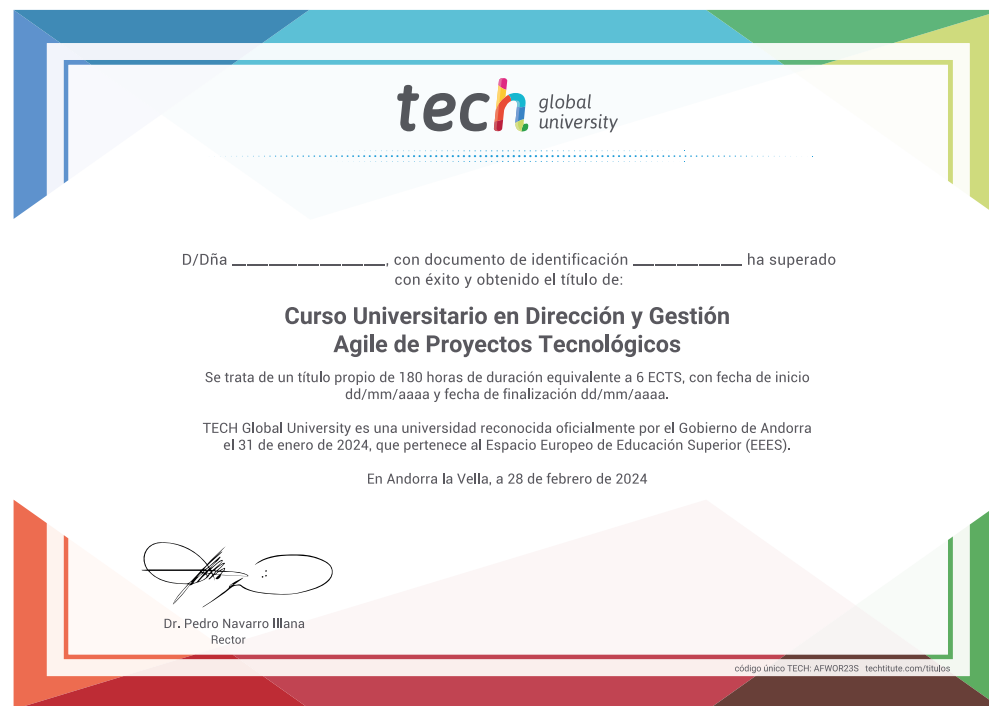 tech global university
D/Dña ______________, con documento de identificación __________ ha superado
con éxito y obtenido el título de:
Curso Universitario en Dirección y Gestión
Agile de Proyectos Tecnológicos
Se trata de un título propio de 180 horas de duración equivalente a 6 ECTS, con fecha de inicio
dd/mm/aaaa y fecha de finalización dd/mm/aaaa.
TECH Global University es una universidad reconocida oficialmente por el Gobierno de Andorra
el 31 de enero de 2024, que pertenece al Espacio Europeo de Educación Superior (EEES).
En Andorra la Vella, a 28 de febrero de 2024
Dr. Pedro Navarro Illana
Rector
código único TECH: AFWOR23S techtitute.com/titulos